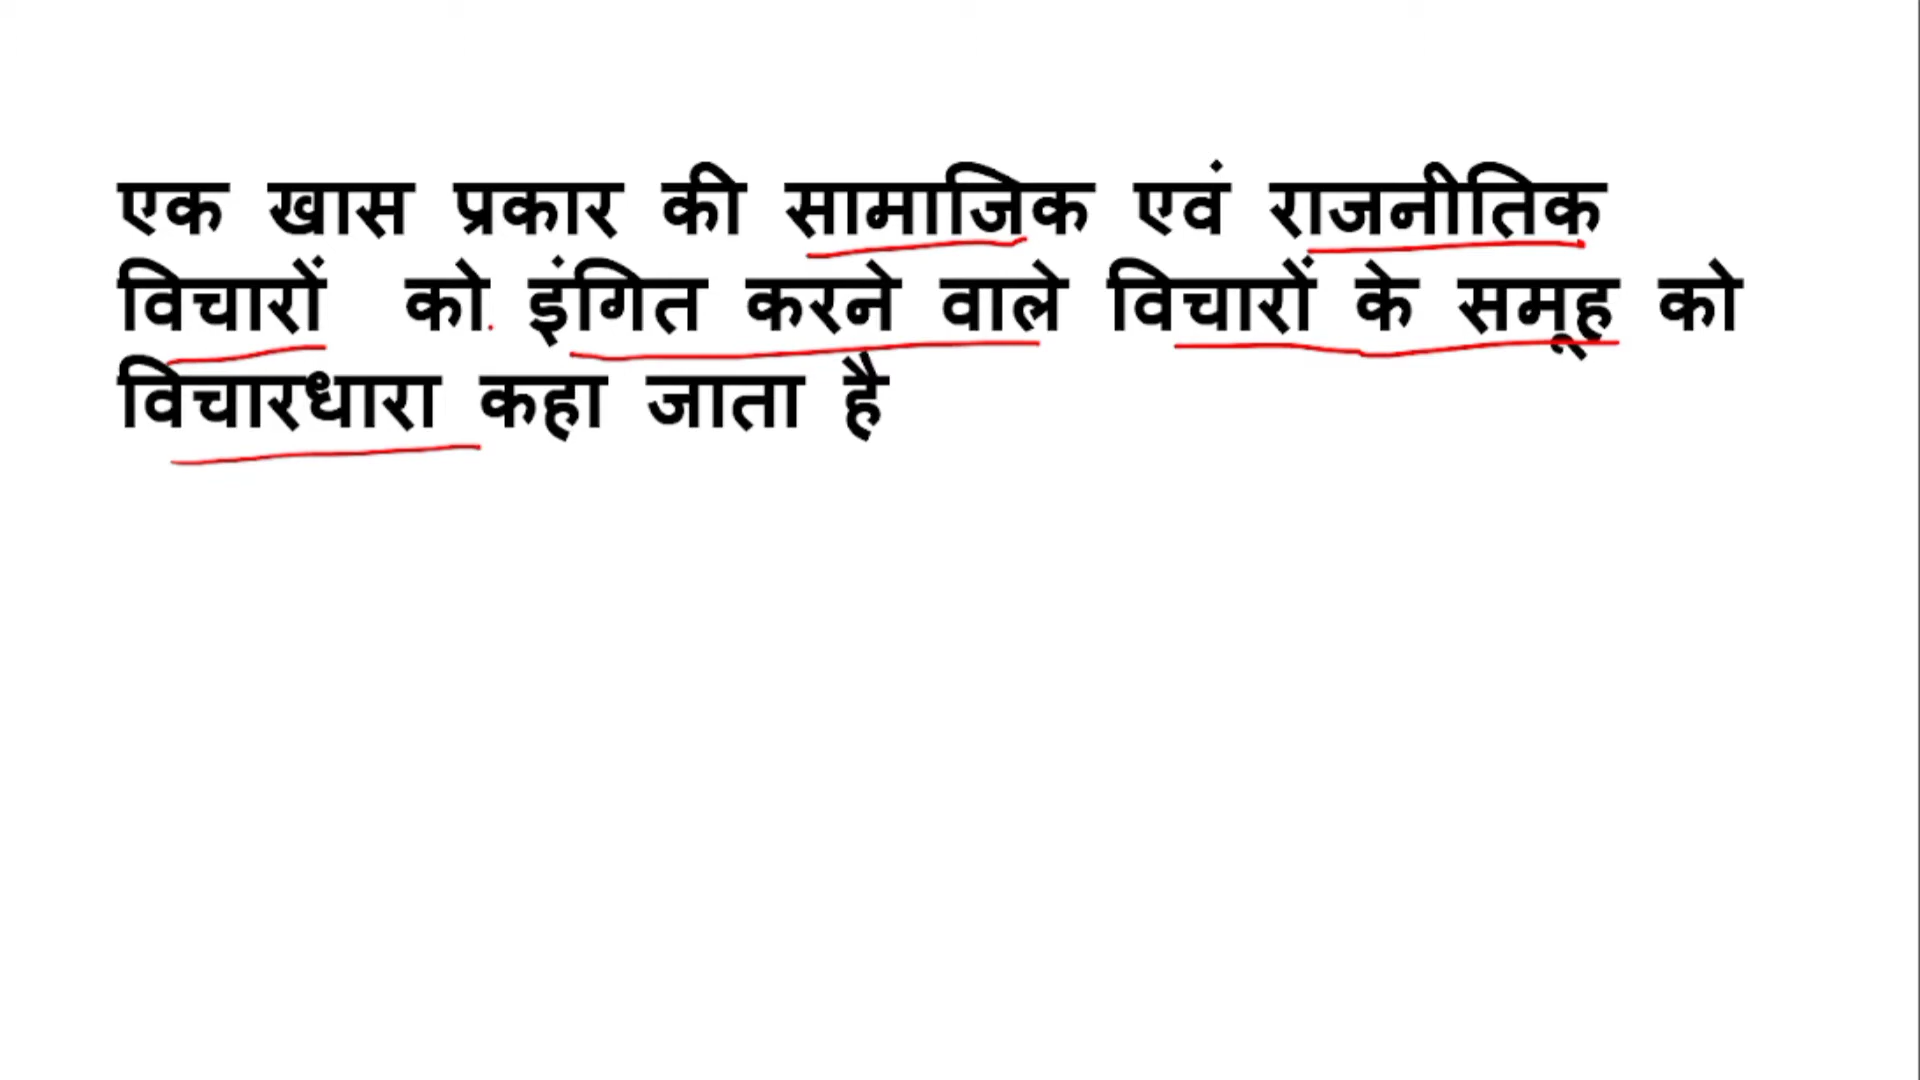 एक खास प्रकार की सामाजिक एवं राजनीतिक
विचारों को इंगित करने वाले विचारों के समूह को
विचारधारा कहा जाता है